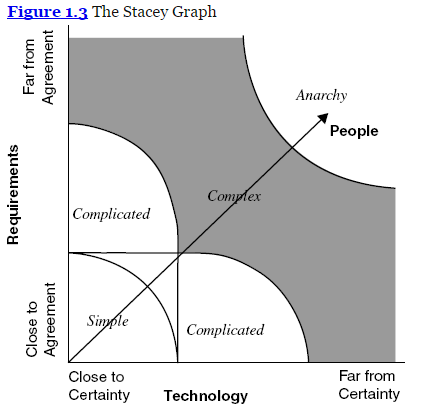 Figure 1.3 The Stacey Graph
Far from
Agreement
Requirements
Close to
Agreement
Anarchy
People
Complex
Complicated
Simple
Complicated
Close to
Certainty
Technology
Far from
Certainty